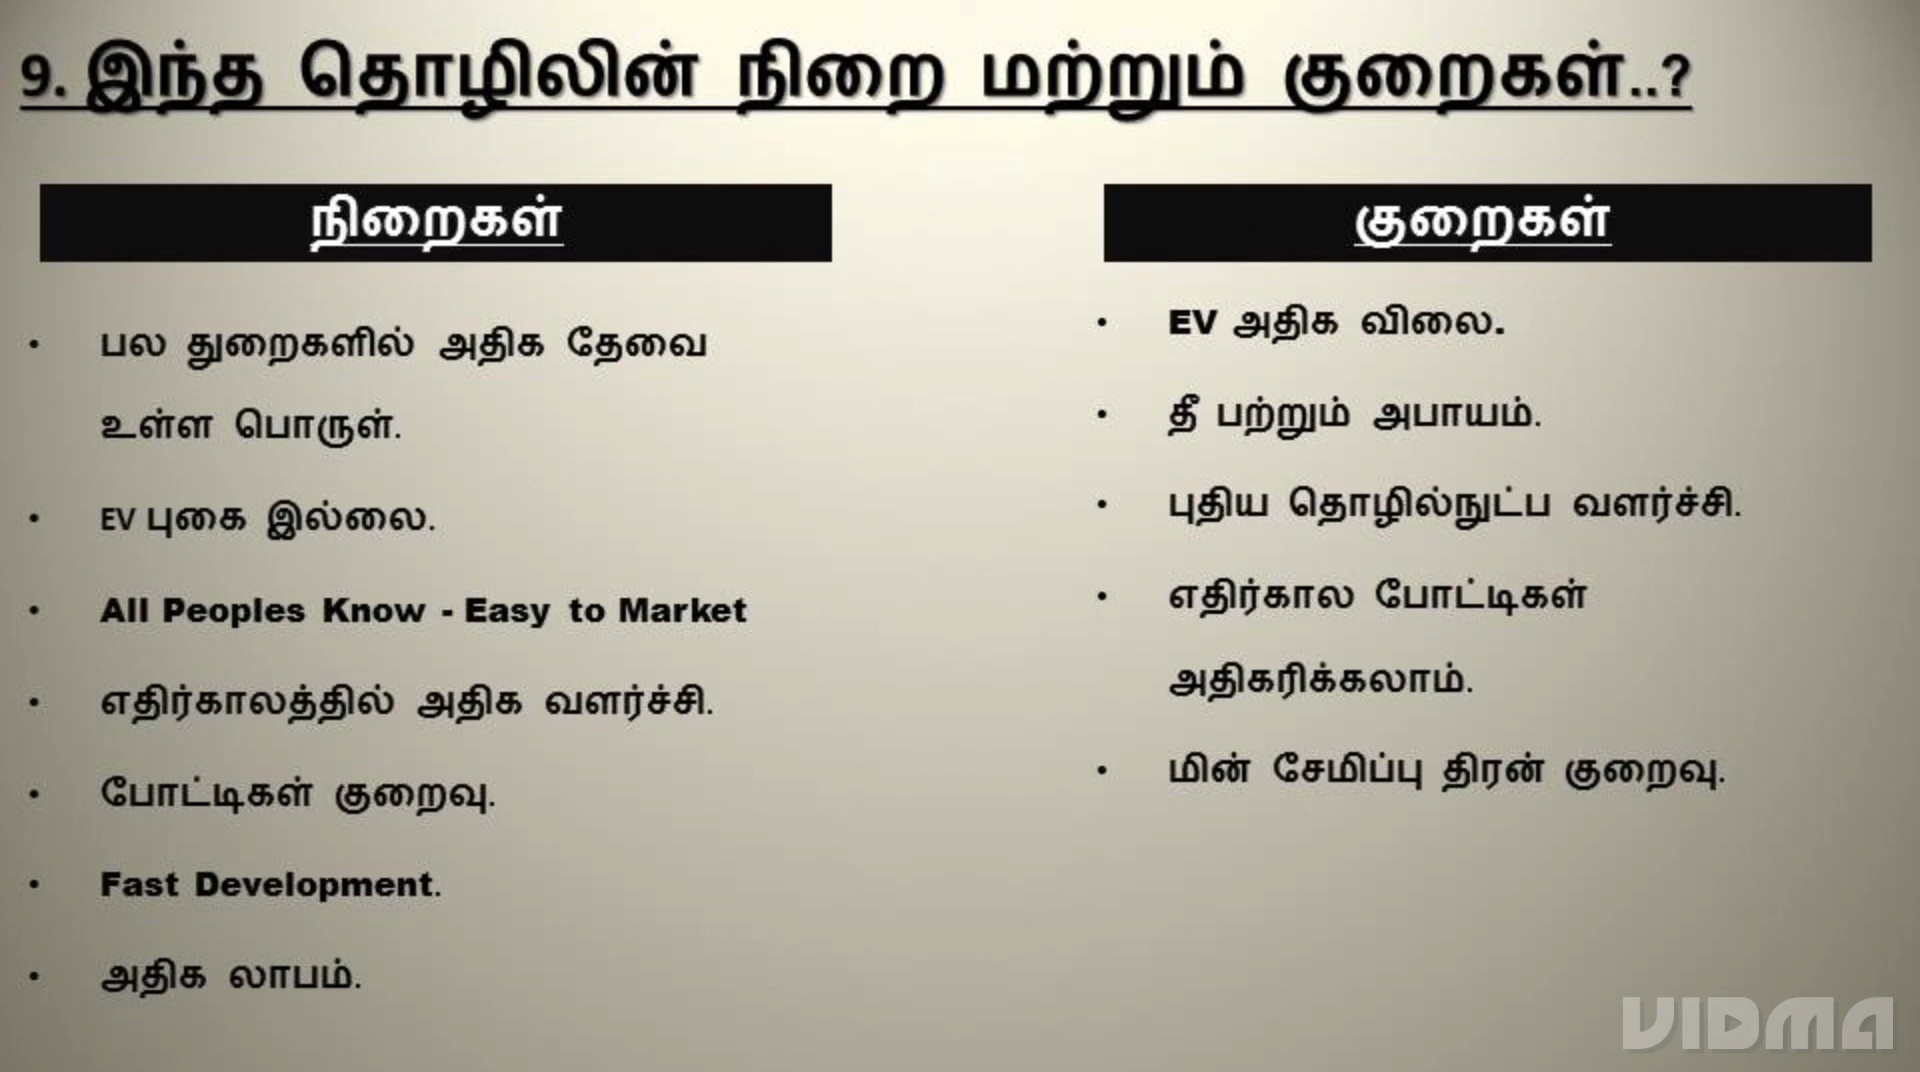 9. இந்த தொழிலின் நிறை மற்றும் குறைகள்..?
நிறைகள்
• பல துறைகளில் அதிக தேவை
உள்ள பொருள்.
• EV புகை இல்லை.
• All Peoples Know - Easy to Market
• எதிர்காலத்தில் அதிக வளர்ச்சி.
• போட்டிகள் குறைவு.
• Fast Development.
• அதிக லாபம்.
குறைகள்
• EV அதிக விலை.
• தீ பற்றும் அபாயம்.
• புதிய தொழில்நுட்ப வளர்ச்சி.
• எதிர்கால போட்டிகள்
அதிகரிக்கலாம்.
• மின் சேமிப்பு திரன் குறைவு.
VIDMA